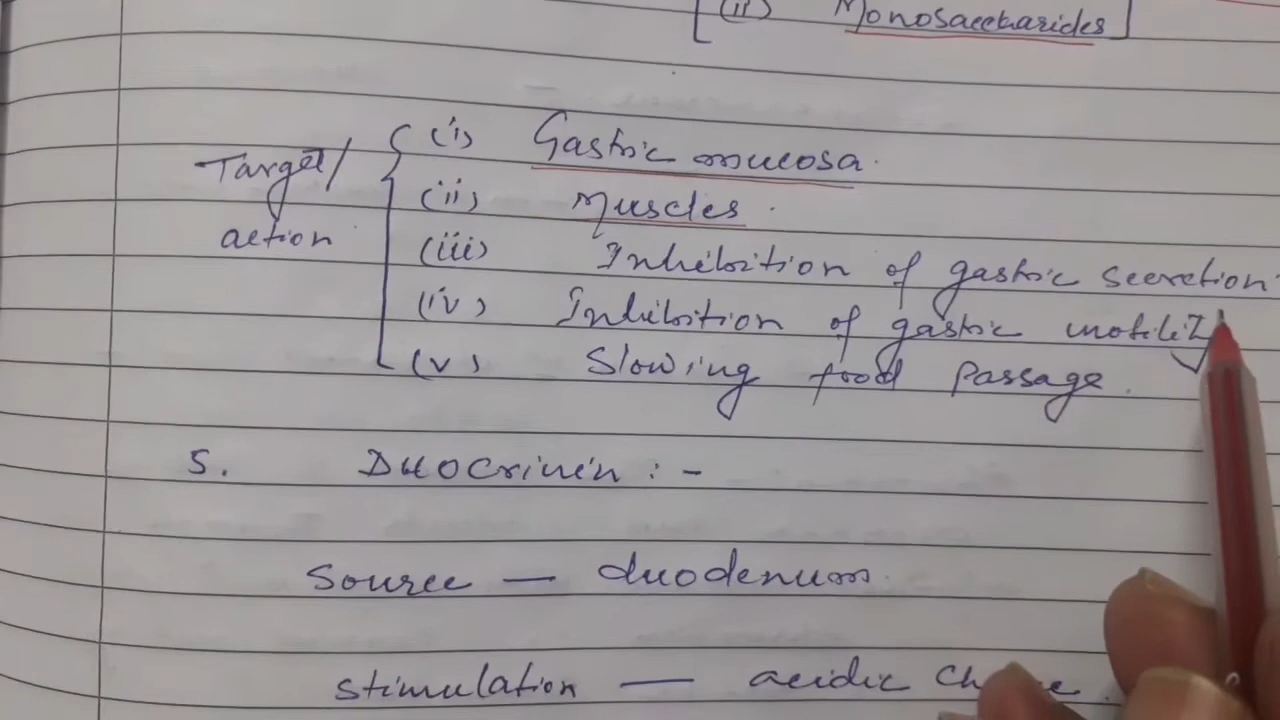 (ii) Monosaccharides
Target/ action
(i) Gastric mucosa.
(ii) Muscles.
(iii) Inhibition of gastric secretion
(iv) Inhibition of gastric motility
(v) Slowing food passage.
5. Duocrinin :-
Source — duodenum.
stimulation — acidic